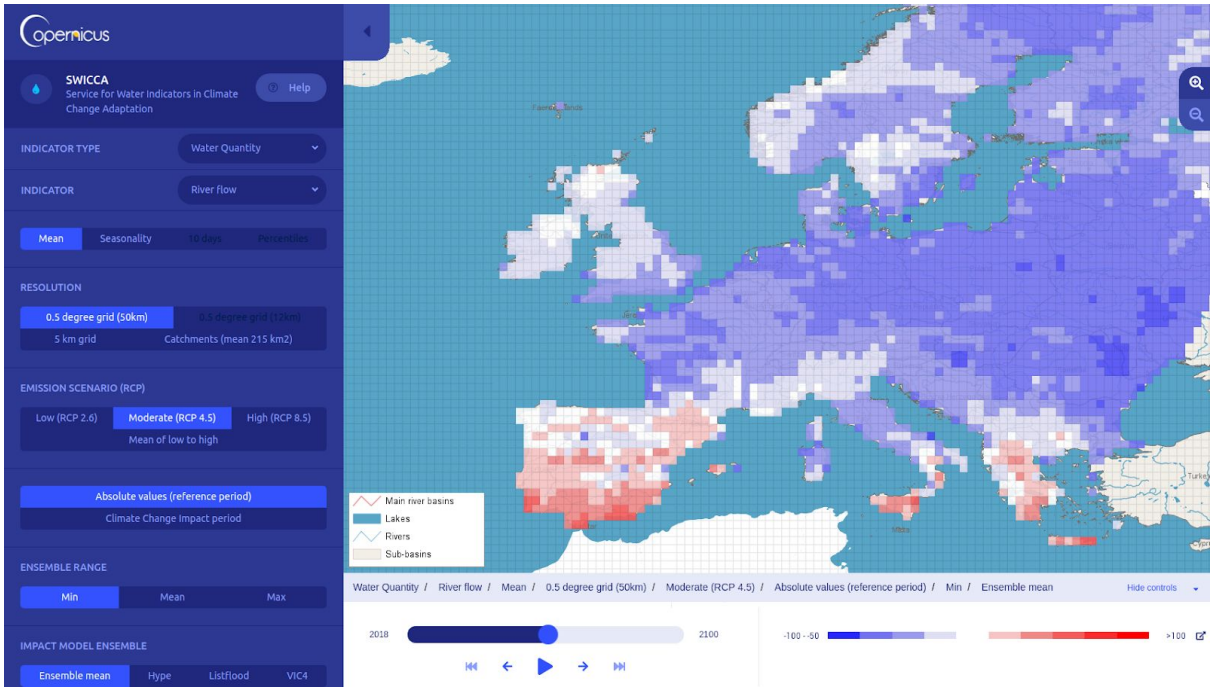 Copernicus
SWICCA
Service for Water Indicators in Climate
Change Adaptation
Help
INDICATOR TYPE
Water Quantity
INDICATOR
River flow
Mean
Seasonality
10 days
Percentiles
RESOLUTION
0.5 degree grid (50km)
0.5 degree grid (12km)
5 km grid
Catchments (mean 215 km2)
EMISSION SCENARIO (RCP)
Low (RCP 2.6)
Moderate (RCP 4.5)
High (RCP 8.5)
Mean of low to high
Absolute values (reference period)
Climate Change Impact period
ENSEMBLE RANGE
Min
Mean
Max
IMPACT MODEL ENSEMBLE
Ensemble mean
Hype
Listflood
VIC4
Turke
Main river basins
Lakes
Rivers
Sub-basins
Water Quantity / River flow / Mean / 0.5 degree grid (50km) / Moderate (RCP 4.5) / Absolute values (reference period) / Min / Ensemble mean
Hide controls
2018
2100
-100 --50
>100